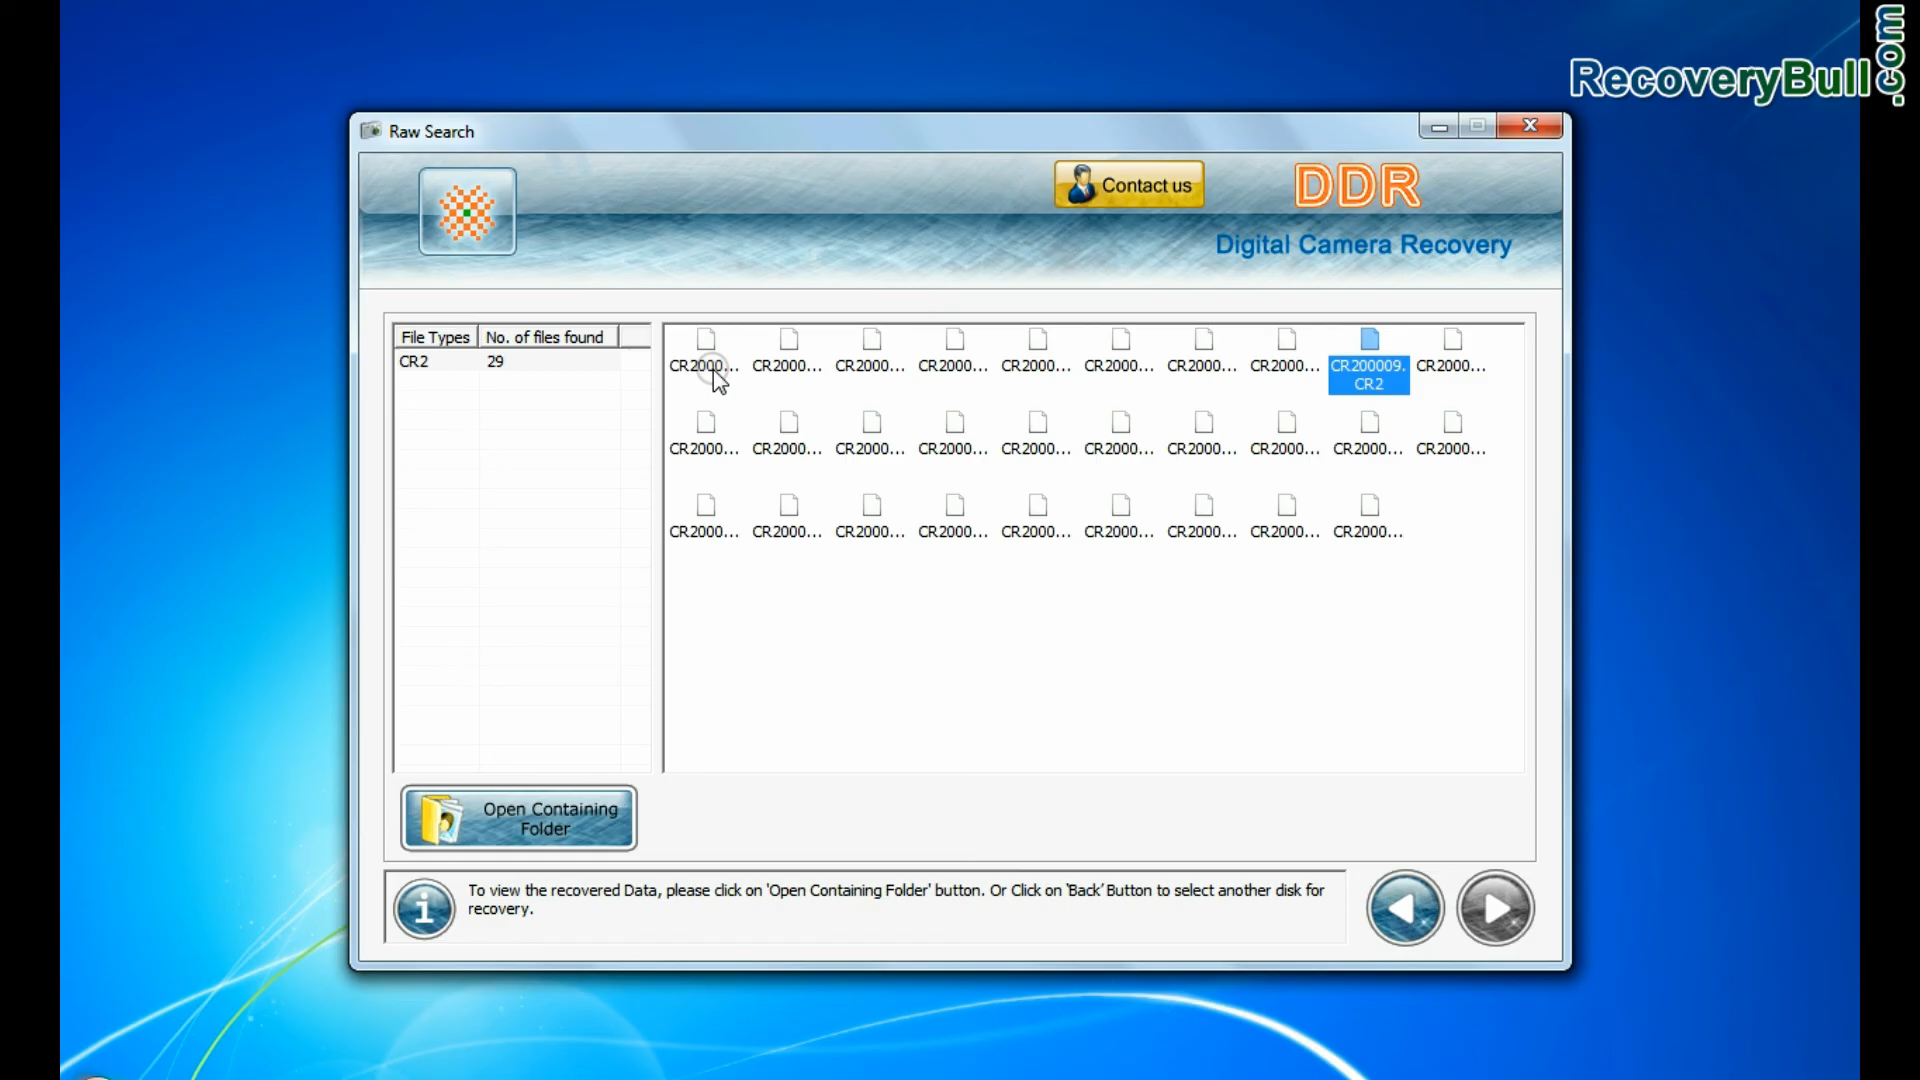 RecoveryBull.com
Raw Search
Contact us
DDR
Digital Camera Recovery
File Types No. of files found
CR2 29
CR2000... CR2000... CR2000... CR2000... CR2000... CR2000... CR2000... CR2000... CR200009. CR2000...
CR2
CR2000... CR2000... CR2000... CR2000... CR2000... CR2000... CR2000... CR2000... CR2000... CR2000...
CR2000... CR2000... CR2000... CR2000... CR2000... CR2000... CR2000... CR2000... CR2000...
Open Containing
Folder
To view the recovered Data, please click on 'Open Containing Folder' button. Or Click on 'Back' Button to select another disk for
recovery.